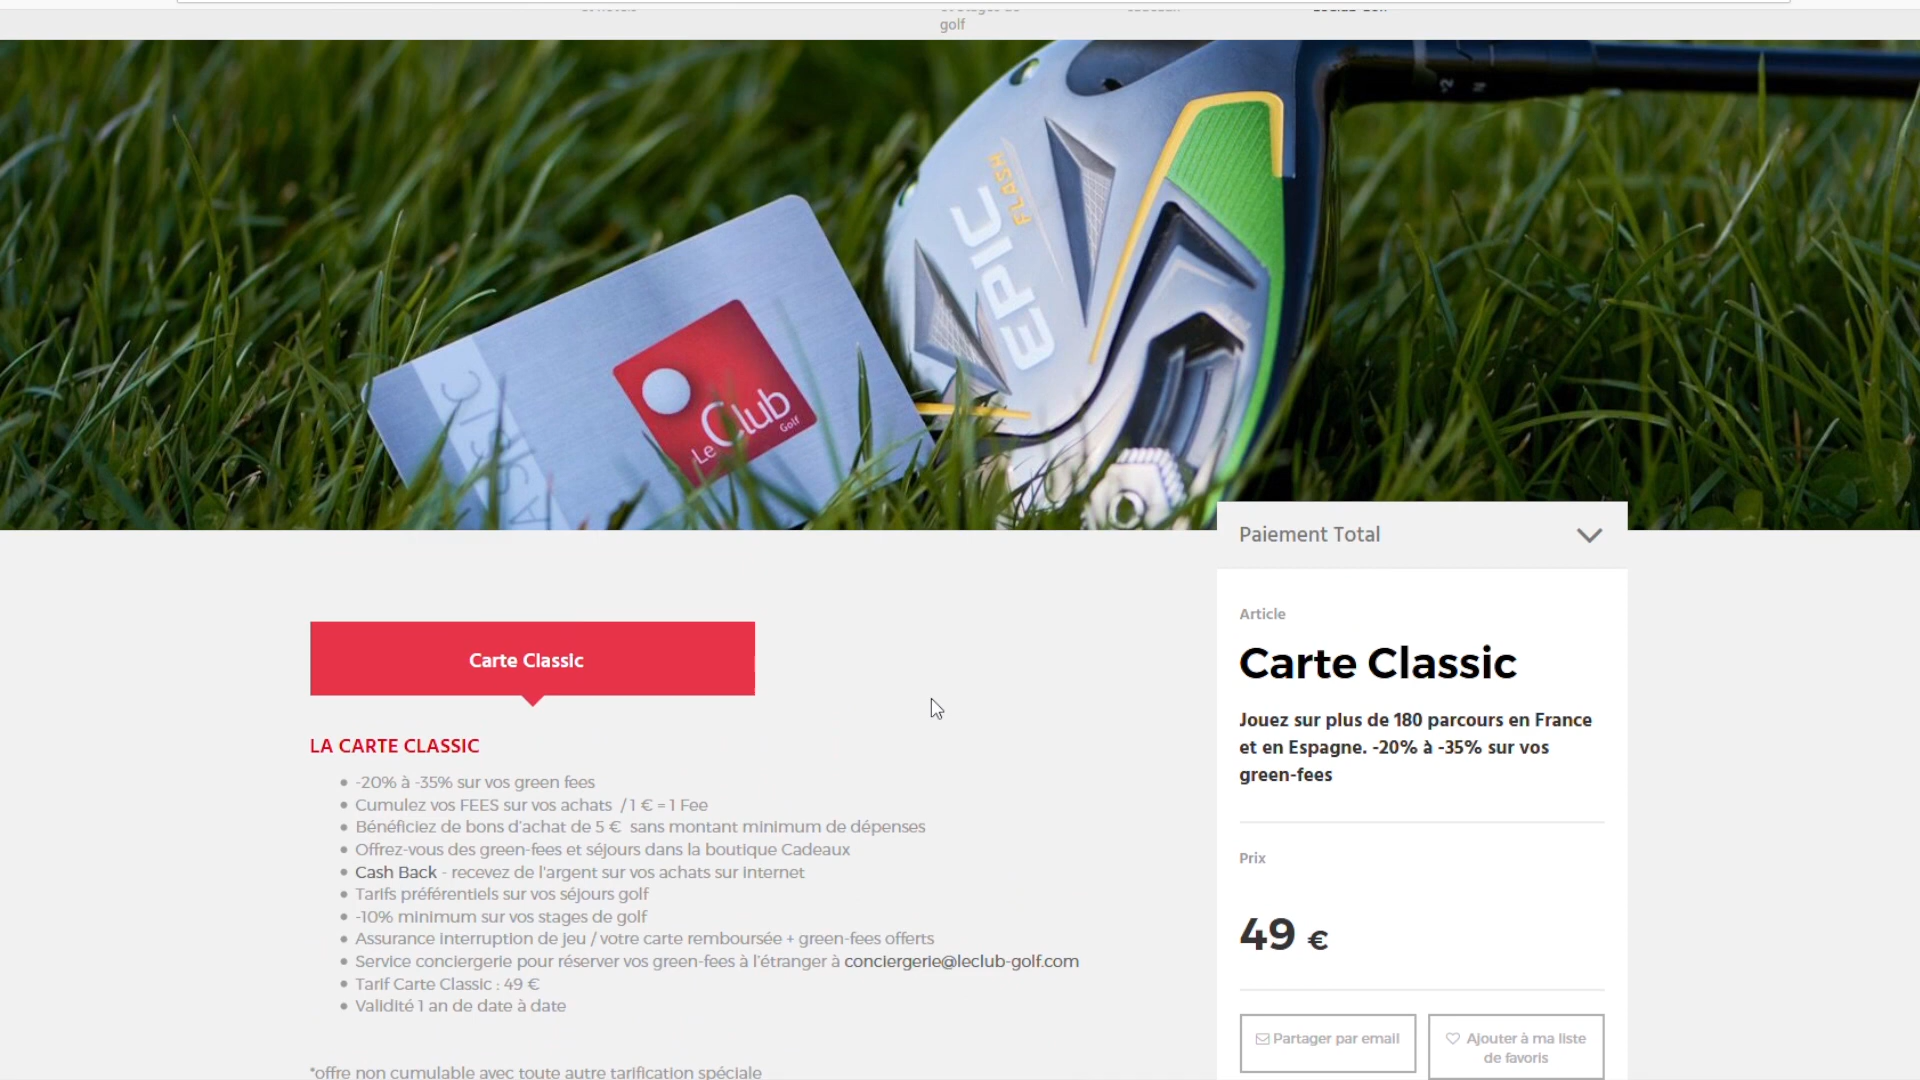 golf
EPIC
FLASH
CLASSIC
Le Club
Golf
Paiement Total
Article
Carte Classic
Jouez sur plus de 180 parcours en France
et en Espagne. -20% à -35% sur vos
green-fees
Prix
49 €
Partager par email
Ajouter à ma liste
de favoris
Carte Classic
LA CARTE CLASSIC
-20% à -35% sur vos green fees
Cumulez vos FEES sur vos achats / 1 € = 1 Fee
Bénéficiez de bons d'achat de 5 € sans montant minimum de dépenses
Offrez-vous des green-fees et séjours dans la boutique Cadeaux
Cash Back - recevez de l'argent sur vos achats sur internet
Tarifs préférentiels sur vos séjours golf
-10% minimum sur vos stages de golf
Assurance interruption de jeu / votre carte remboursée + green-fees offerts
Service conciergerie pour réserver vos green-fees à l'étranger à conciergerie@leclub-golf.com
Tarif Carte Classic : 49 €
Validité 1 an de date à date
*offre non cumulable avec toute autre tarification spéciale